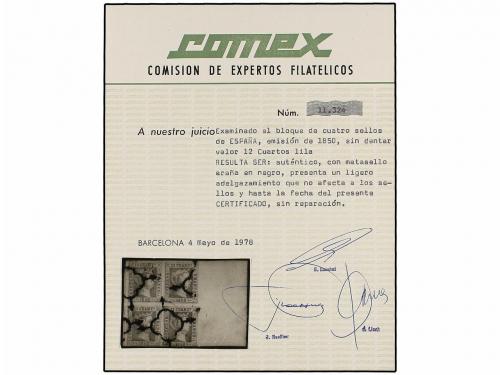 comex
COMISION DE EXPERTOS FILATELICOS
Núm. 11.324
A nuestro juicio Examinado el bloque de cuatro sellos
de ESPAÑA, emisión de 1850, sin dentar
valor 12 Cuartos lila
RESULTA SER: auténtico, con matasello
araña en negro, presenta un ligero
adelgazamiento que no afecta a los se-
llos y hasta la fecha del presente
CERTIFICADO, sin reparación.
BARCELONA 4 mayo de 1978